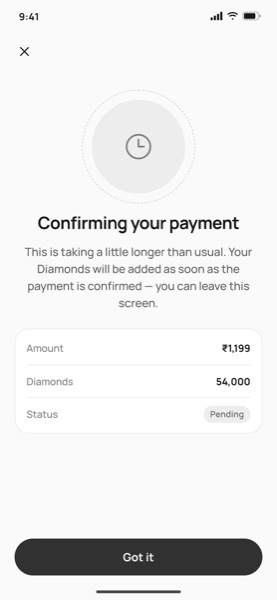 9:41
Confirming your payment
This is taking a little longer than usual. Your
Diamonds will be added as soon as the
payment is confirmed — you can leave this
screen.
Amount ₹1,199
Diamonds 54,000
Status Pending
Got it